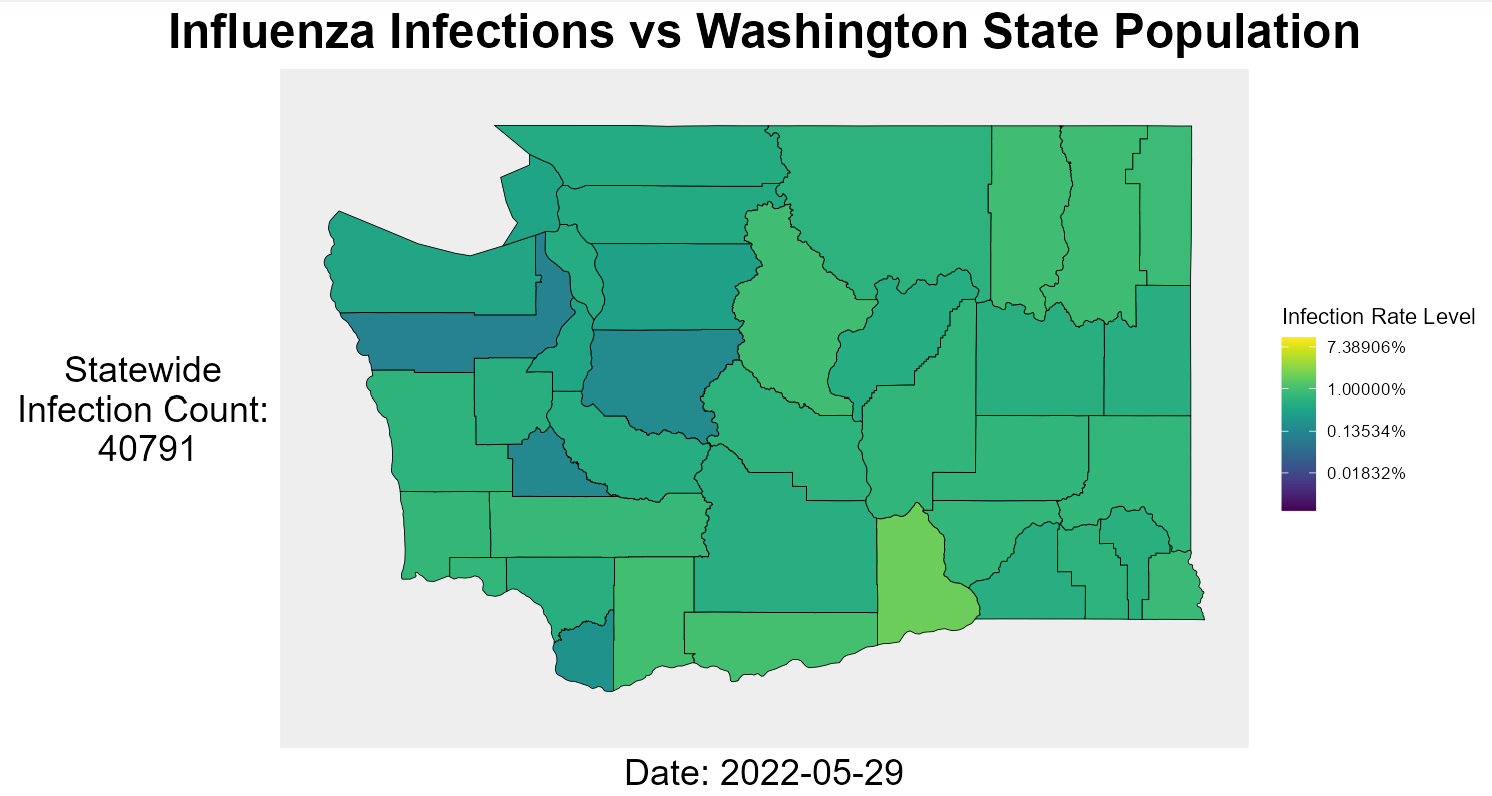 Influenza Infections vs Washington State Population
Statewide
Infection Count:
40791
Infection Rate Level
7.38906%
1.00000%
0.13534%
0.01832%
Date: 2022-05-29